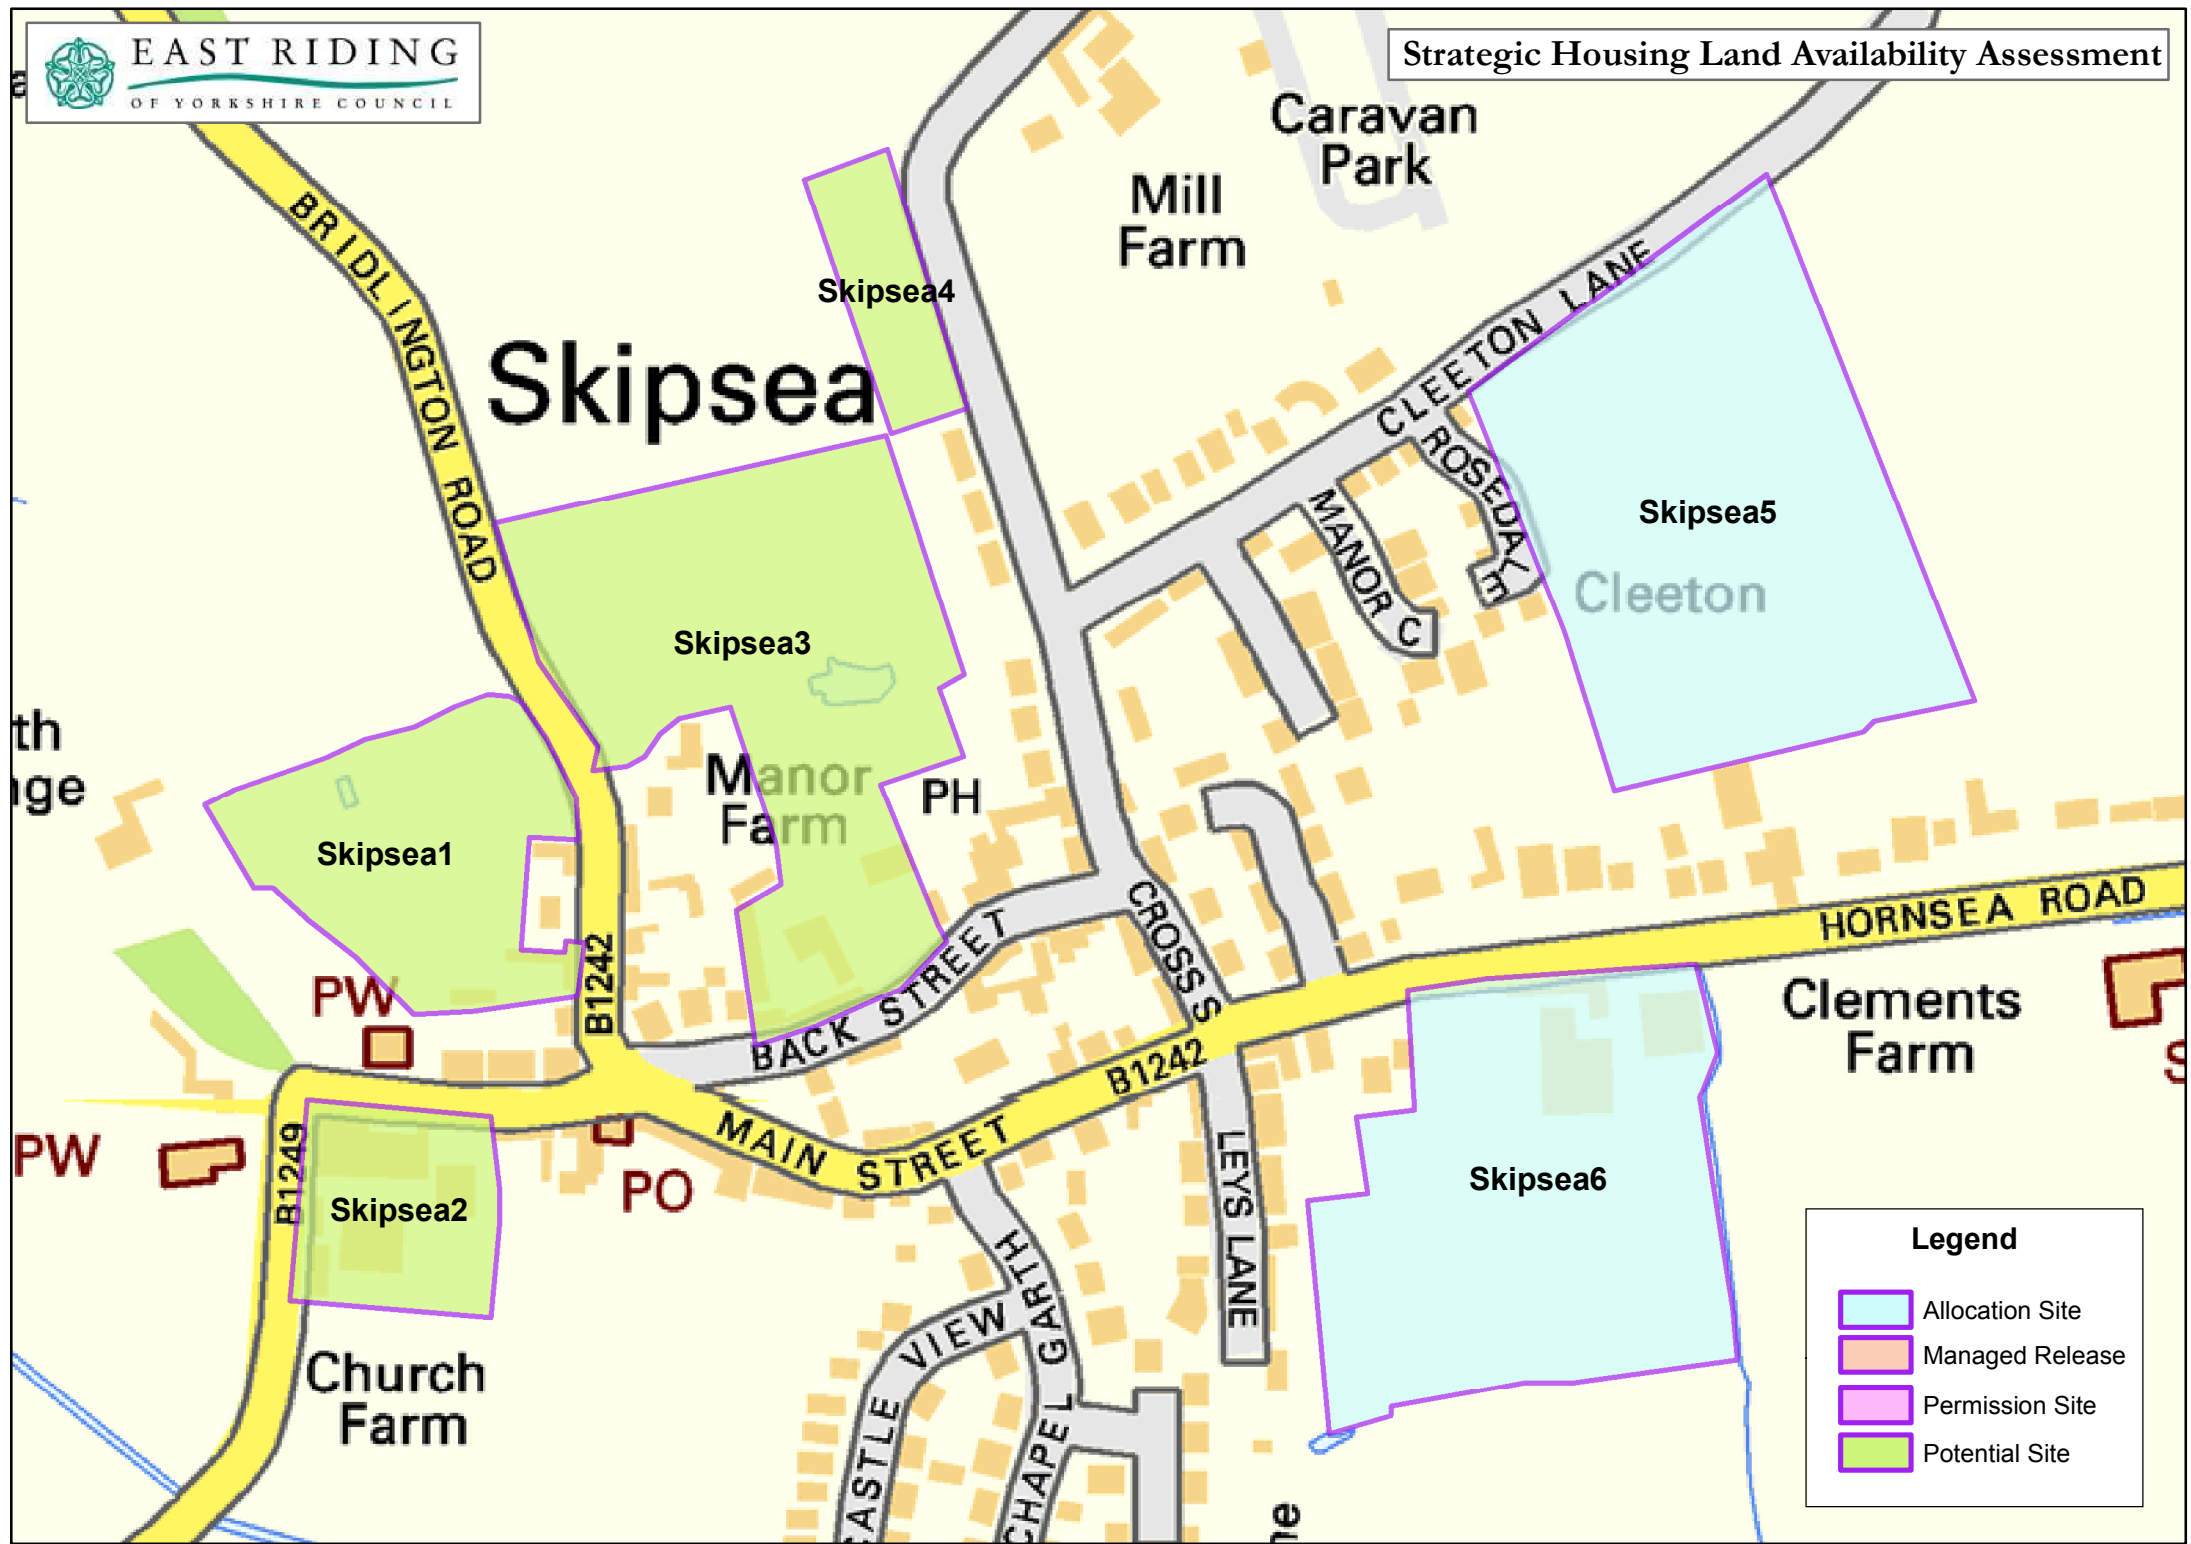 EAST RIDING
OF YORKSHIRE COUNCIL
Strategic Housing Land Availability Assessment
Caravan
Park
Mill
Farm
BRIDLINGTON ROAD
Skipsea4
Skipsea
CLEETON LANE
ROSEDALE
MANOR C
Skipsea5
Cleeton
Skipsea3
th
nge
Manor
Farm
PH
Skipsea1
CROSS S
HORNSEA ROAD
PW
B1242
BACK STREET
Clements
Farm
S
B1242
MAIN STREET
PW
B1249
PO
LEYS LANE
Skipsea2
Skipsea6
Church
Farm
CASTLE VIEW
CHAPEL GARTH
ne
Legend
Allocation Site
Managed Release
Permission Site
Potential Site